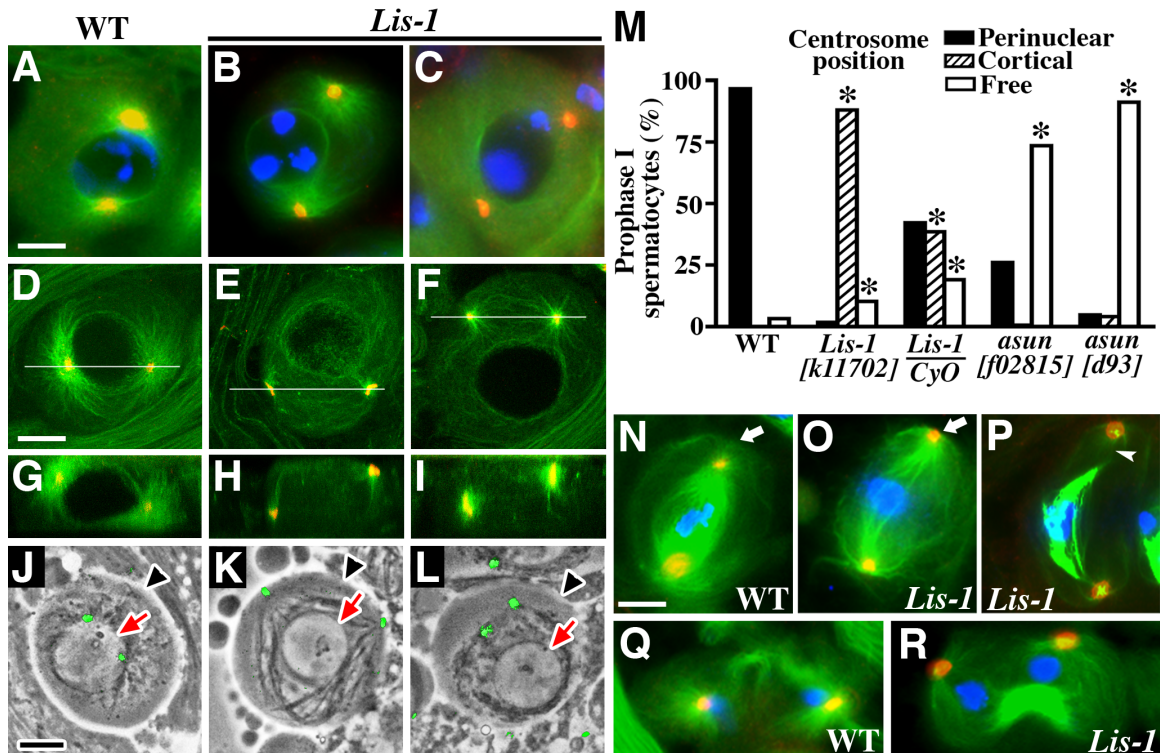 WT
Lis-1
A
B
C
D
E
F
G
H
I
J
K
L
M
Centrosome position
Perinuclear
Cortical
Free
Prophase I
spermatocytes (%)
100
75
50
25
0
*
*
*
*
*
*
WT
Lis-1
[k11702]
Lis-1
CyO
asun
[f02815]
asun
[d93]
N
WT
O
Lis-1
P
Lis-1
Q
WT
R
Lis-1